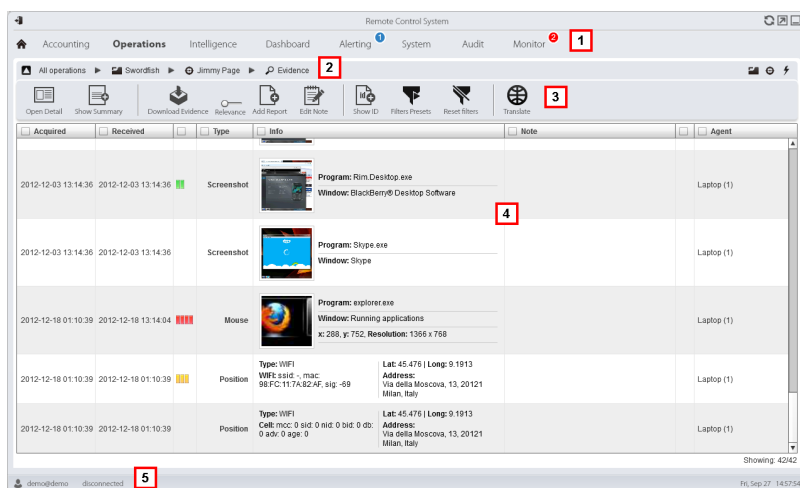 Remote Control System
Accounting Operations Intelligence Dashboard Alerting 1 System Audit Monitor 2 1
All operations Swordfish Jimmy Page Evidence 2
Open Detail Show Summary Download Evidence Relevance Add Report Edit Note Show ID Filters Presets Reset filters Translate 3
Acquired Received Type Info Note Agent
2012-12-03 13:14:36 2012-12-03 13:14:36 Screenshot
Program: Rim.Desktop.exe
Window: BlackBerry® Desktop Software
Laptop (1)
4
2012-12-03 13:14:36 2012-12-03 13:14:36 Screenshot
Program: Skype.exe
Window: Skype
Laptop (1)
2012-12-18 01:10:39 2012-12-18 13:14:04 Mouse
Program: explorer.exe
Window: Running applications
x: 288, y: 752, Resolution: 1366 x 768
Laptop (1)
2012-12-18 01:10:39 2012-12-18 01:10:39 Position
Type: WIFI
WIFI: ssid: -, mac:
98:FC:11:7A:82:AF, sig: -69
Lat: 45.476 | Long: 9.1913
Address:
Via della Moscova, 13, 20121
Milan, Italy
Laptop (1)
2012-12-18 01:10:39 2012-12-18 01:10:39 Position
Type: WIFI
Cell: mcc: 0 sid: 0 nid: 0 bid: 0 db:
0 adv: 0 age: 0
Lat: 45.476 | Long: 9.1913
Address:
Via della Moscova, 13, 20121
Milan, Italy
Laptop (1)
Showing: 42/42
demo@demo disconnected 5
Fri, Sep 27 14:57:54